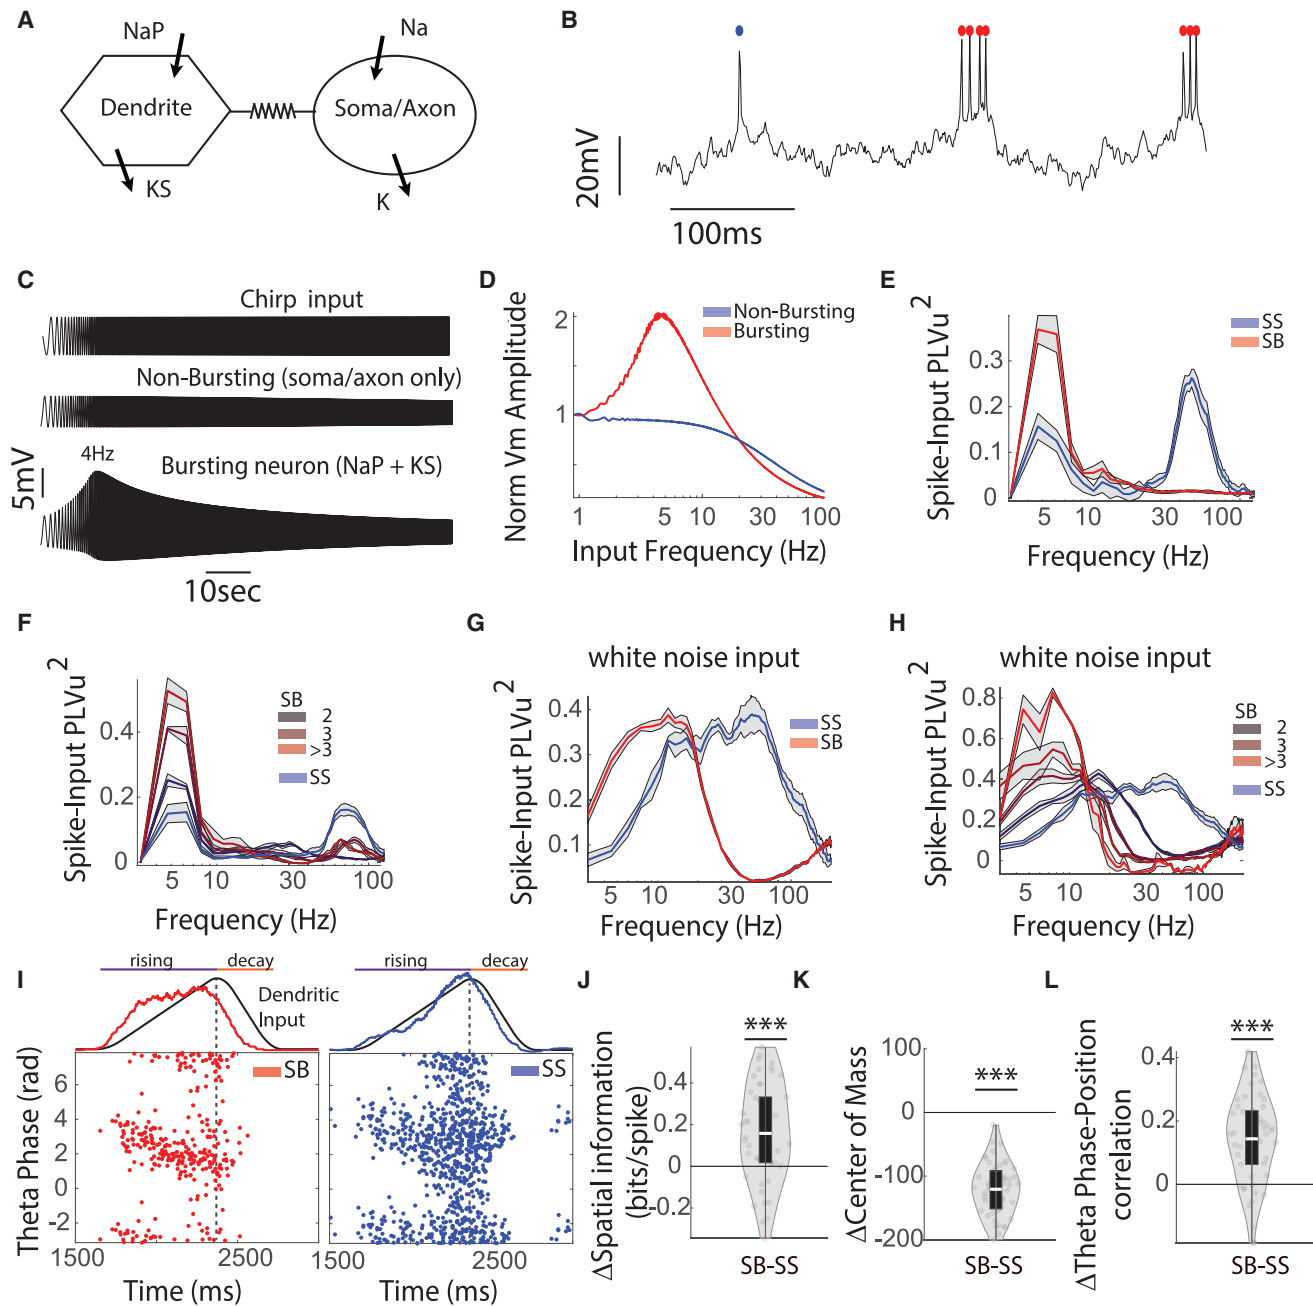 A
NaP
Na
Dendrite
Soma/Axon
KS
K
B
20mV
100ms
C
Chirp input
Non-Bursting (soma/axon only)
4Hz
Bursting neuron (NaP + KS)
5mV
10sec
D
Norm Vm Amplitude
2
1
Non-Bursting
Bursting
1 5 10 30 100
Input Frequency (Hz)
E
Spike-Input PLVu²
0.3
0.2
0.1
0
SS
SB
5 10 30 100
Frequency (Hz)
F
Spike-Input PLVu²
0.4
0.2
0
SB
2
3
>3
SS
5 10 30 100
Frequency (Hz)
G
white noise input
Spike-Input PLVu²
0.4
0.3
0.2
0.1
SS
SB
5 10 30 100
Frequency (Hz)
H
white noise input
Spike-Input PLVu²
0.8
0.6
0.4
0.2
0
SB
2
3
>3
SS
5 10 30 100
Frequency (Hz)
I
rising decay
Dendritic
Input
rising decay
Theta Phase (rad)
8
6
4
2
0
-2
SB
SS
1500 2500
Time (ms)
1500 2500
Time (ms)
J
ΔSpatial information
(bits/spike)
***
0.4
0.2
0
-0.2
SB-SS
K
ΔCenter of Mass
***
100
0
-100
-200
SB-SS
L
ΔTheta Phase-Position
correlation
***
0.4
0.2
0
SB-SS